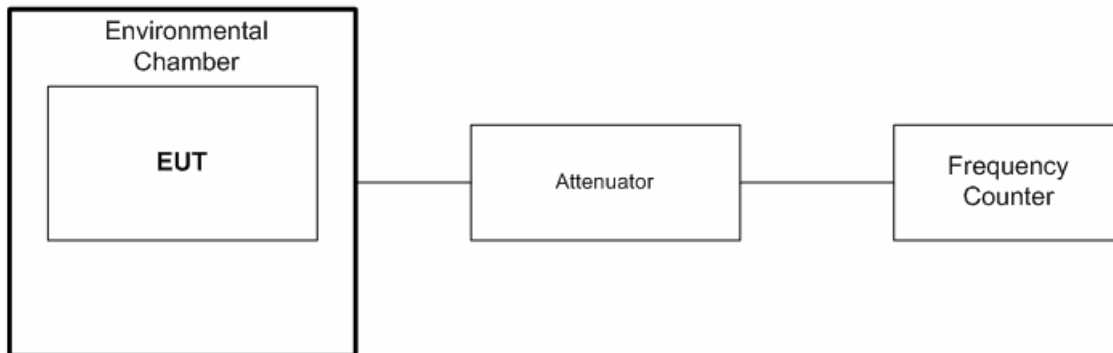 Environmental
Chamber
EUT
Attenuator
Frequency
Counter